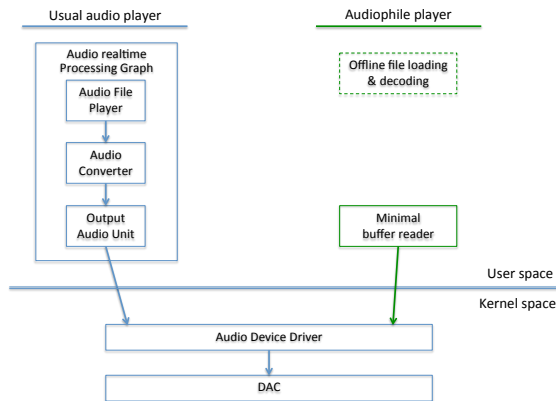 Usual audio player
Audiophile player
Audio realtime
Processing Graph
Audio File
Player
Audio
Converter
Output
Audio Unit
Offline file loading
& decoding
Minimal
buffer reader
User space
Kernel space
Audio Device Driver
DAC